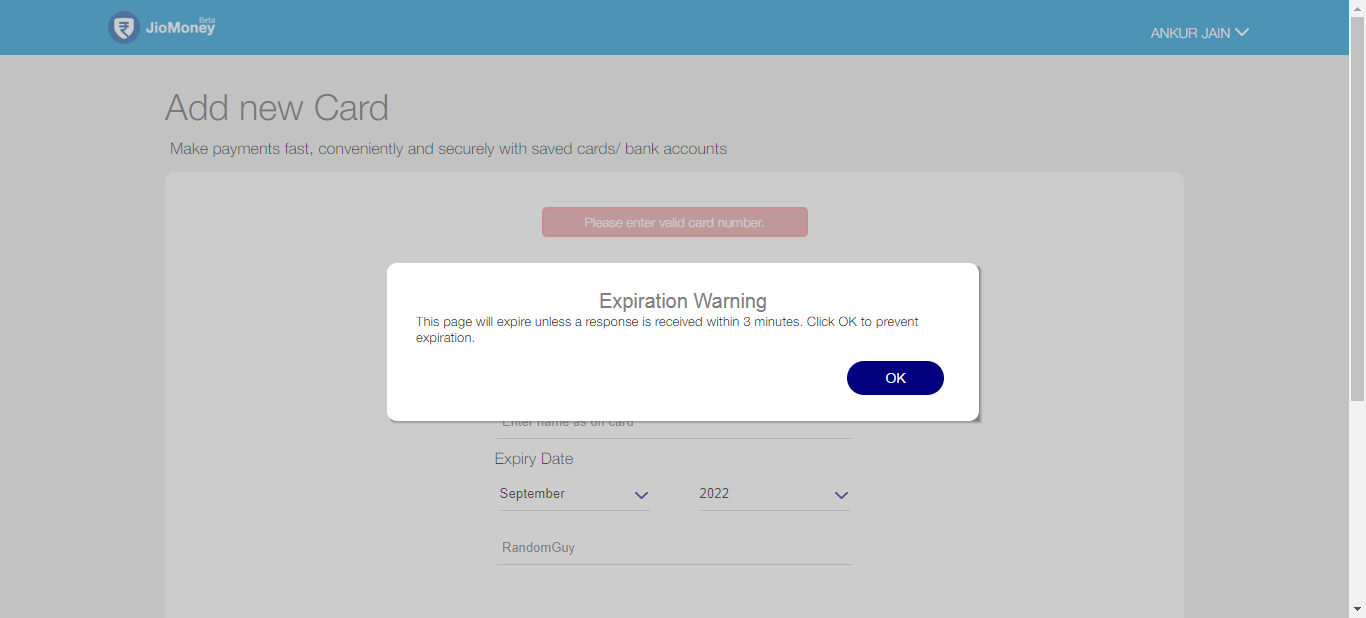 Beta
JioMoney
ANKUR JAIN
Add new Card
Make payments fast, conveniently and securely with saved cards/ bank accounts
Please enter valid card number.
Expiration Warning
This page will expire unless a response is received within 3 minutes. Click OK to prevent
expiration.
OK
Enter name as on card
Expiry Date
September 2022
RandomGuy